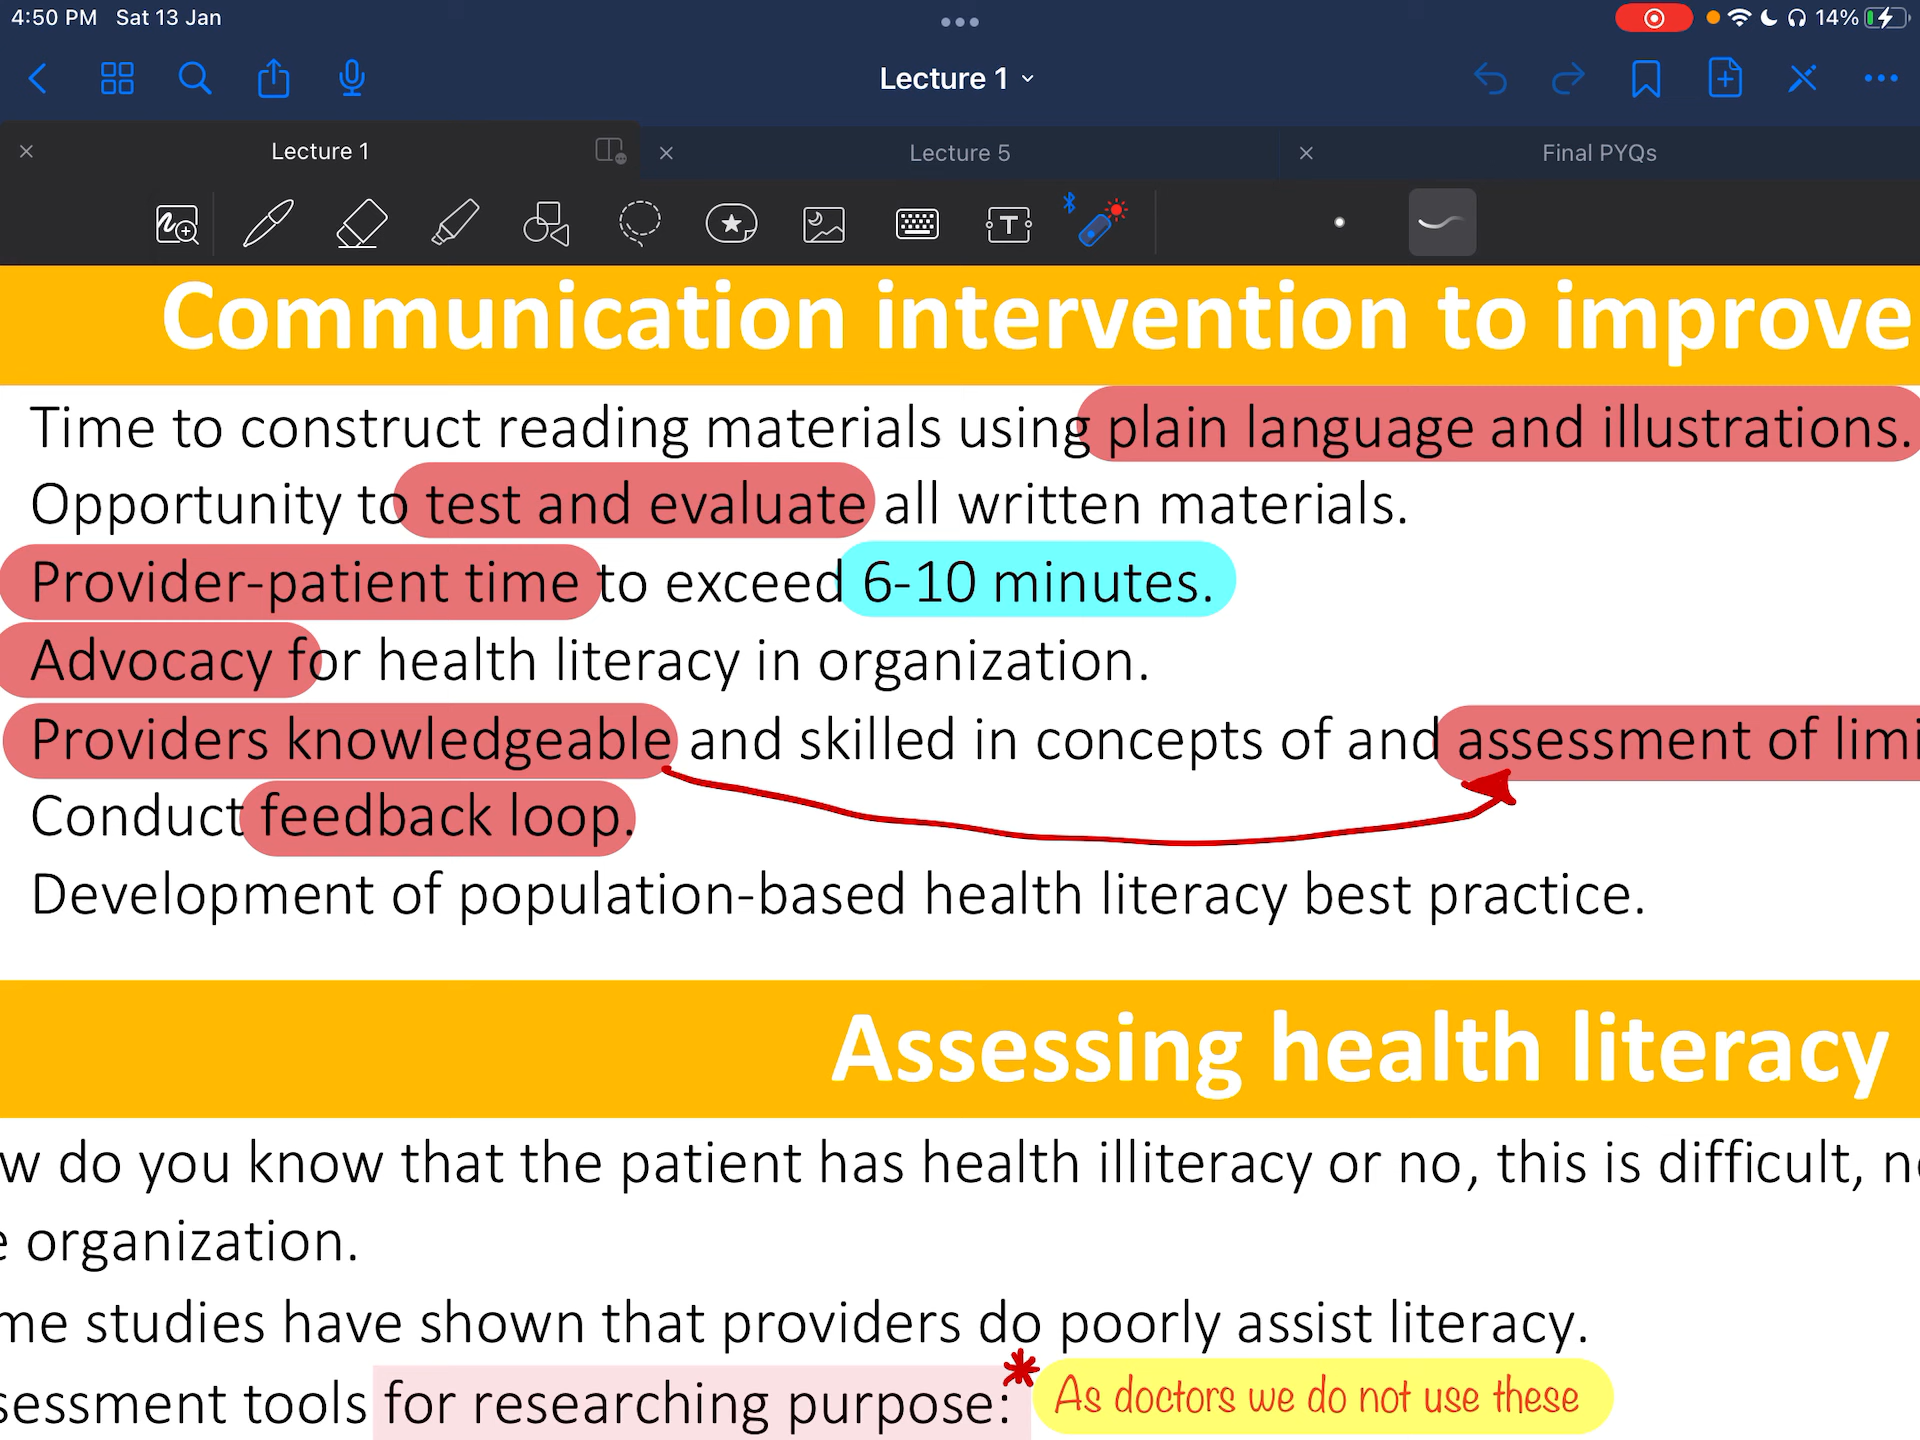 4:50 PM Sat 13 Jan
14%
Lecture 1
Lecture 1
Lecture 5
Final PYQs
Communication intervention to improve
Time to construct reading materials using plain language and illustrations.
Opportunity to test and evaluate all written materials.
Provider-patient time to exceed 6-10 minutes.
Advocacy for health literacy in organization.
Providers knowledgeable and skilled in concepts of and assessment of limi
Conduct feedback loop.
Development of population-based health literacy best practice.
Assessing health literacy
w do you know that the patient has health illiteracy or no, this is difficult, n
e organization.
me studies have shown that providers do poorly assist literacy.
sessment tools for researching purpose:* As doctors we do not use these